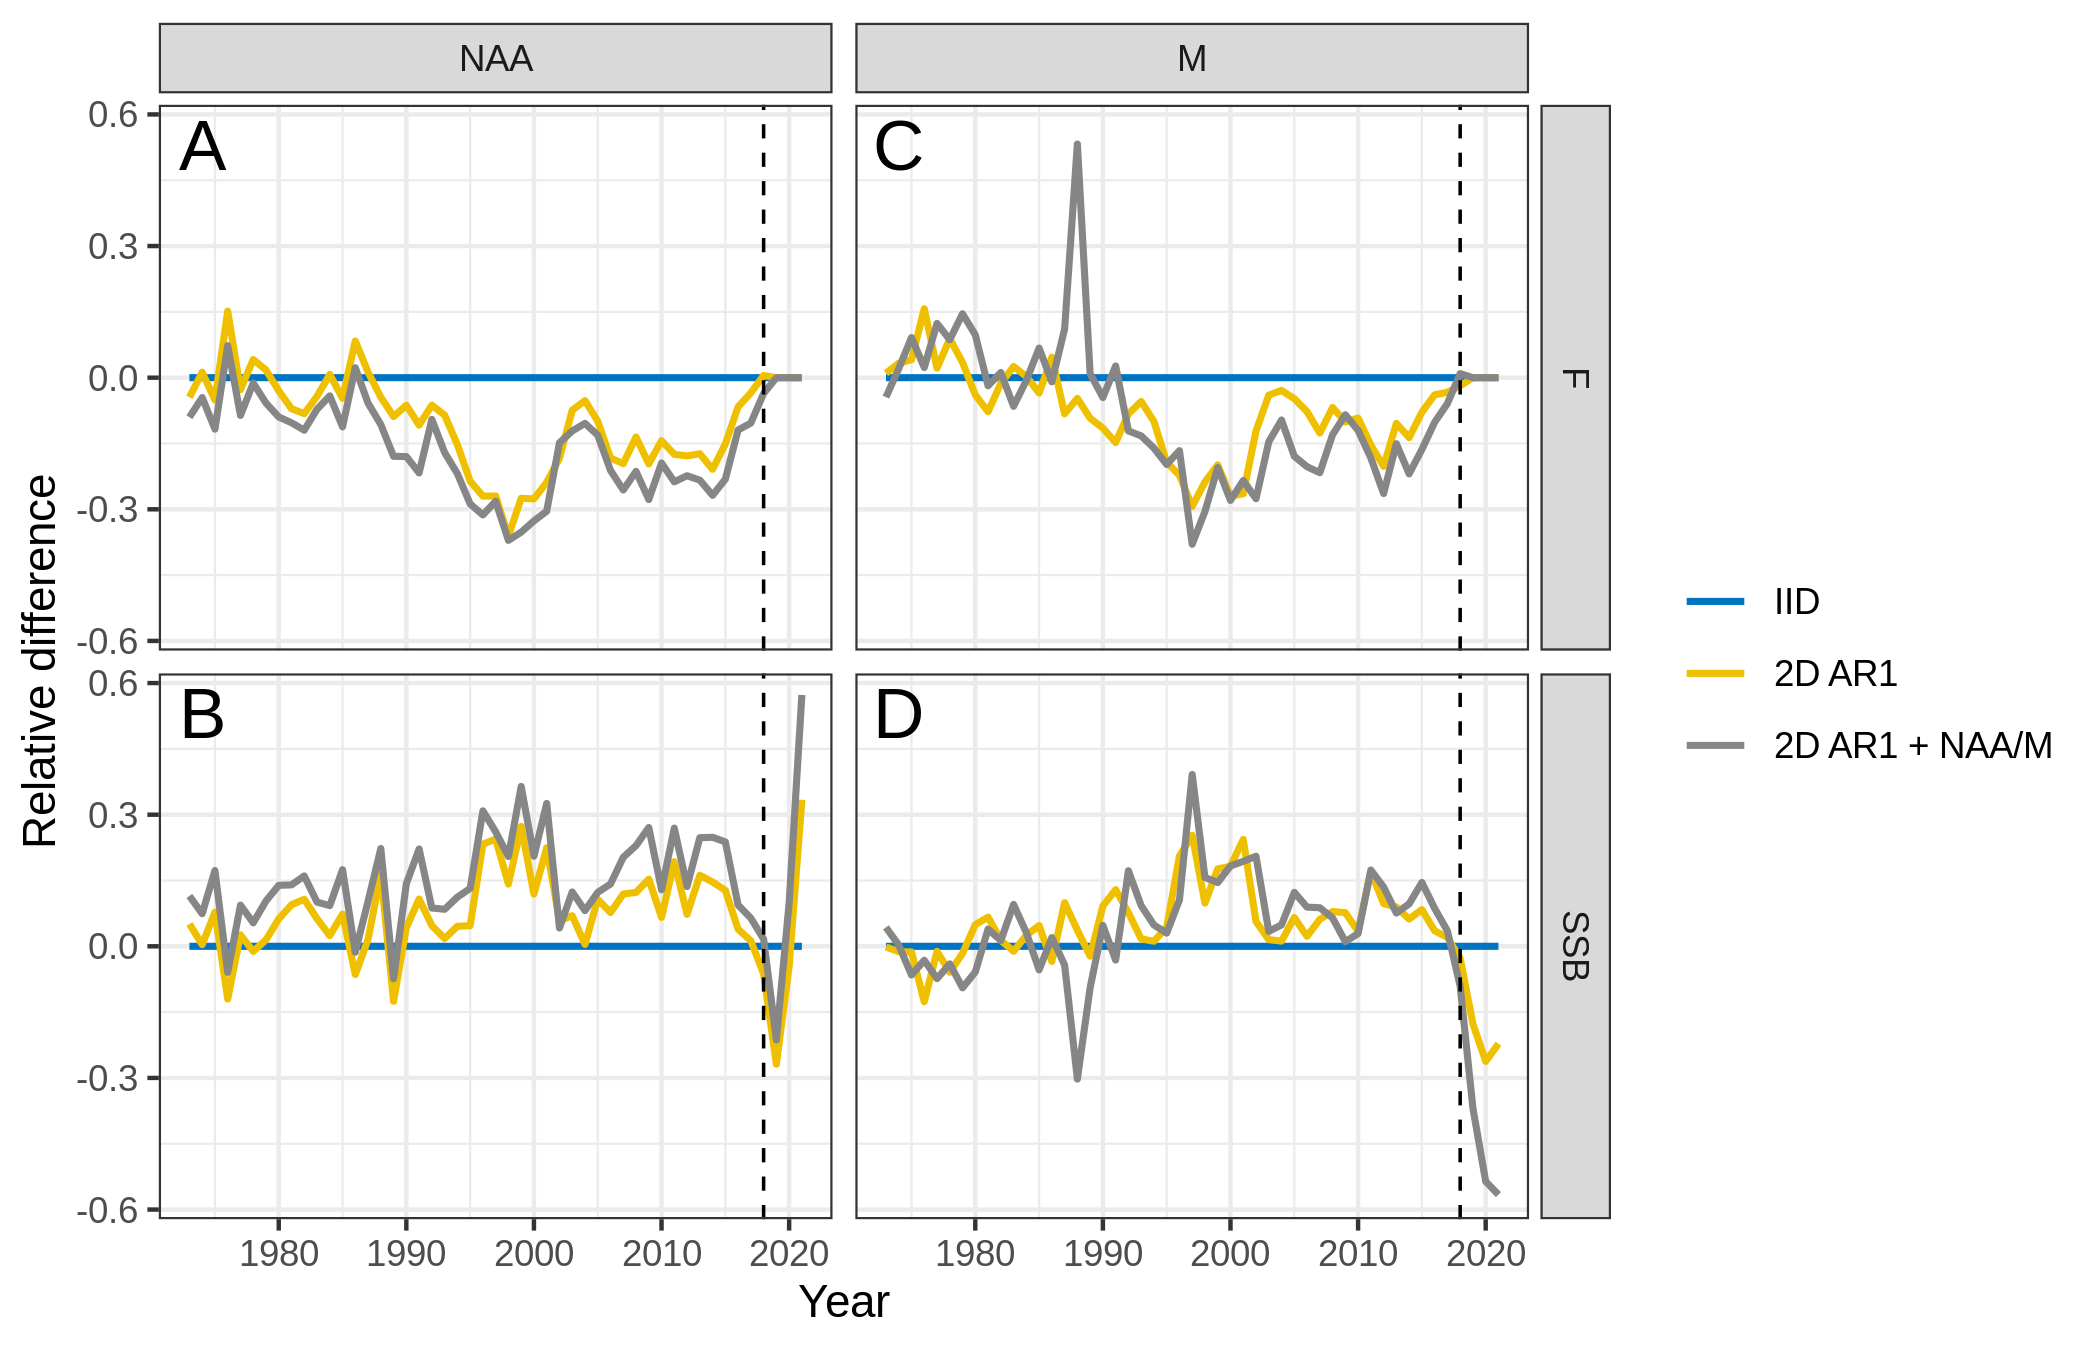 NAA
M
A
C
B
D
0.6
0.3
0.0
-0.3
-0.6
0.6
0.3
0.0
-0.3
-0.6
F
SSB
Relative difference
1980 1990 2000 2010 2020
1980 1990 2000 2010 2020
Year
IID
2D AR1
2D AR1 + NAA/M